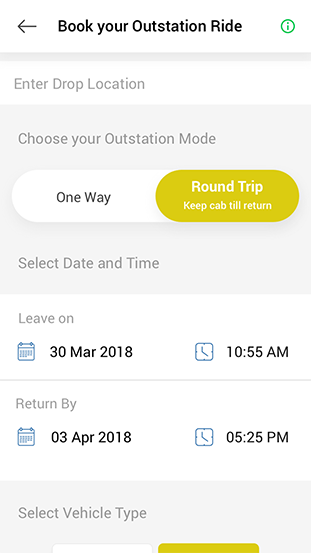 Book your Outstation Ride
Enter Drop Location
Choose your Outstation Mode
One Way
Round Trip
Keep cab till return
Select Date and Time
Leave on
30 Mar 2018 10:55 AM
Return By
03 Apr 2018 05:25 PM
Select Vehicle Type